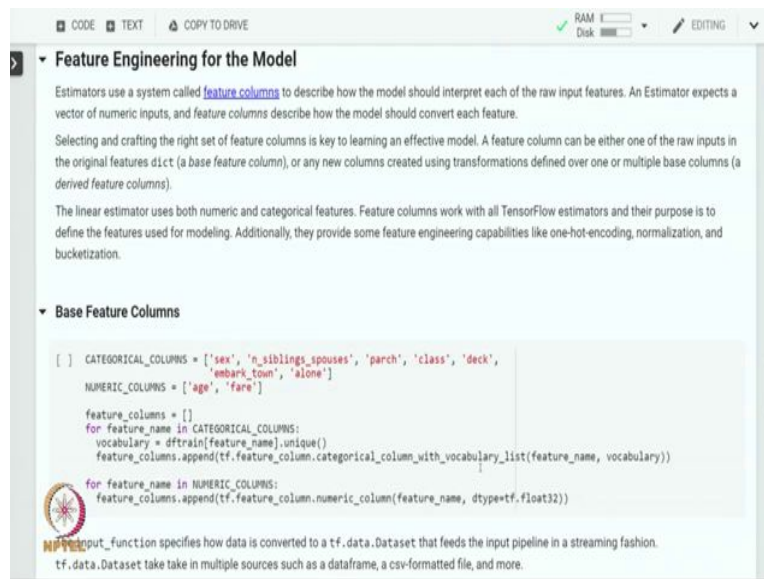 CODE TEXT COPY TO DRIVE RAM Disk EDITING
Feature Engineering for the Model
Estimators use a system called feature columns to describe how the model should interpret each of the raw input features. An Estimator expects a
vector of numeric inputs, and feature columns describe how the model should convert each feature.
Selecting and crafting the right set of feature columns is key to learning an effective model. A feature column can be either one of the raw inputs in
the original features dict (a base feature column), or any new columns created using transformations defined over one or multiple base columns (a
derived feature columns).
The linear estimator uses both numeric and categorical features. Feature columns work with all TensorFlow estimators and their purpose is to
define the features used for modeling. Additionally, they provide some feature engineering capabilities like one-hot-encoding, normalization, and
bucketization.
Base Feature Columns
[ ] CATEGORICAL_COLUMNS = ['sex', 'n_siblings_spouses', 'parch', 'class', 'deck',
'embark_town', 'alone']
NUMERIC_COLUMNS = ['age', 'fare']
feature_columns = []
for feature_name in CATEGORICAL_COLUMNS:
vocabulary = dftrain[feature_name].unique()
feature_columns.append(tf.feature_column.categorical_column_with_vocabulary_list(feature_name, vocabulary))
for feature_name in NUMERIC_COLUMNS:
feature_columns.append(tf.feature_column.numeric_column(feature_name, dtype=tf.float32))
NPTEL
input_function specifies how data is converted to a tf.data.Dataset that feeds the input pipeline in a streaming fashion.
tf.data.Dataset take take in multiple sources such as a dataframe, a csv-formatted file, and more.